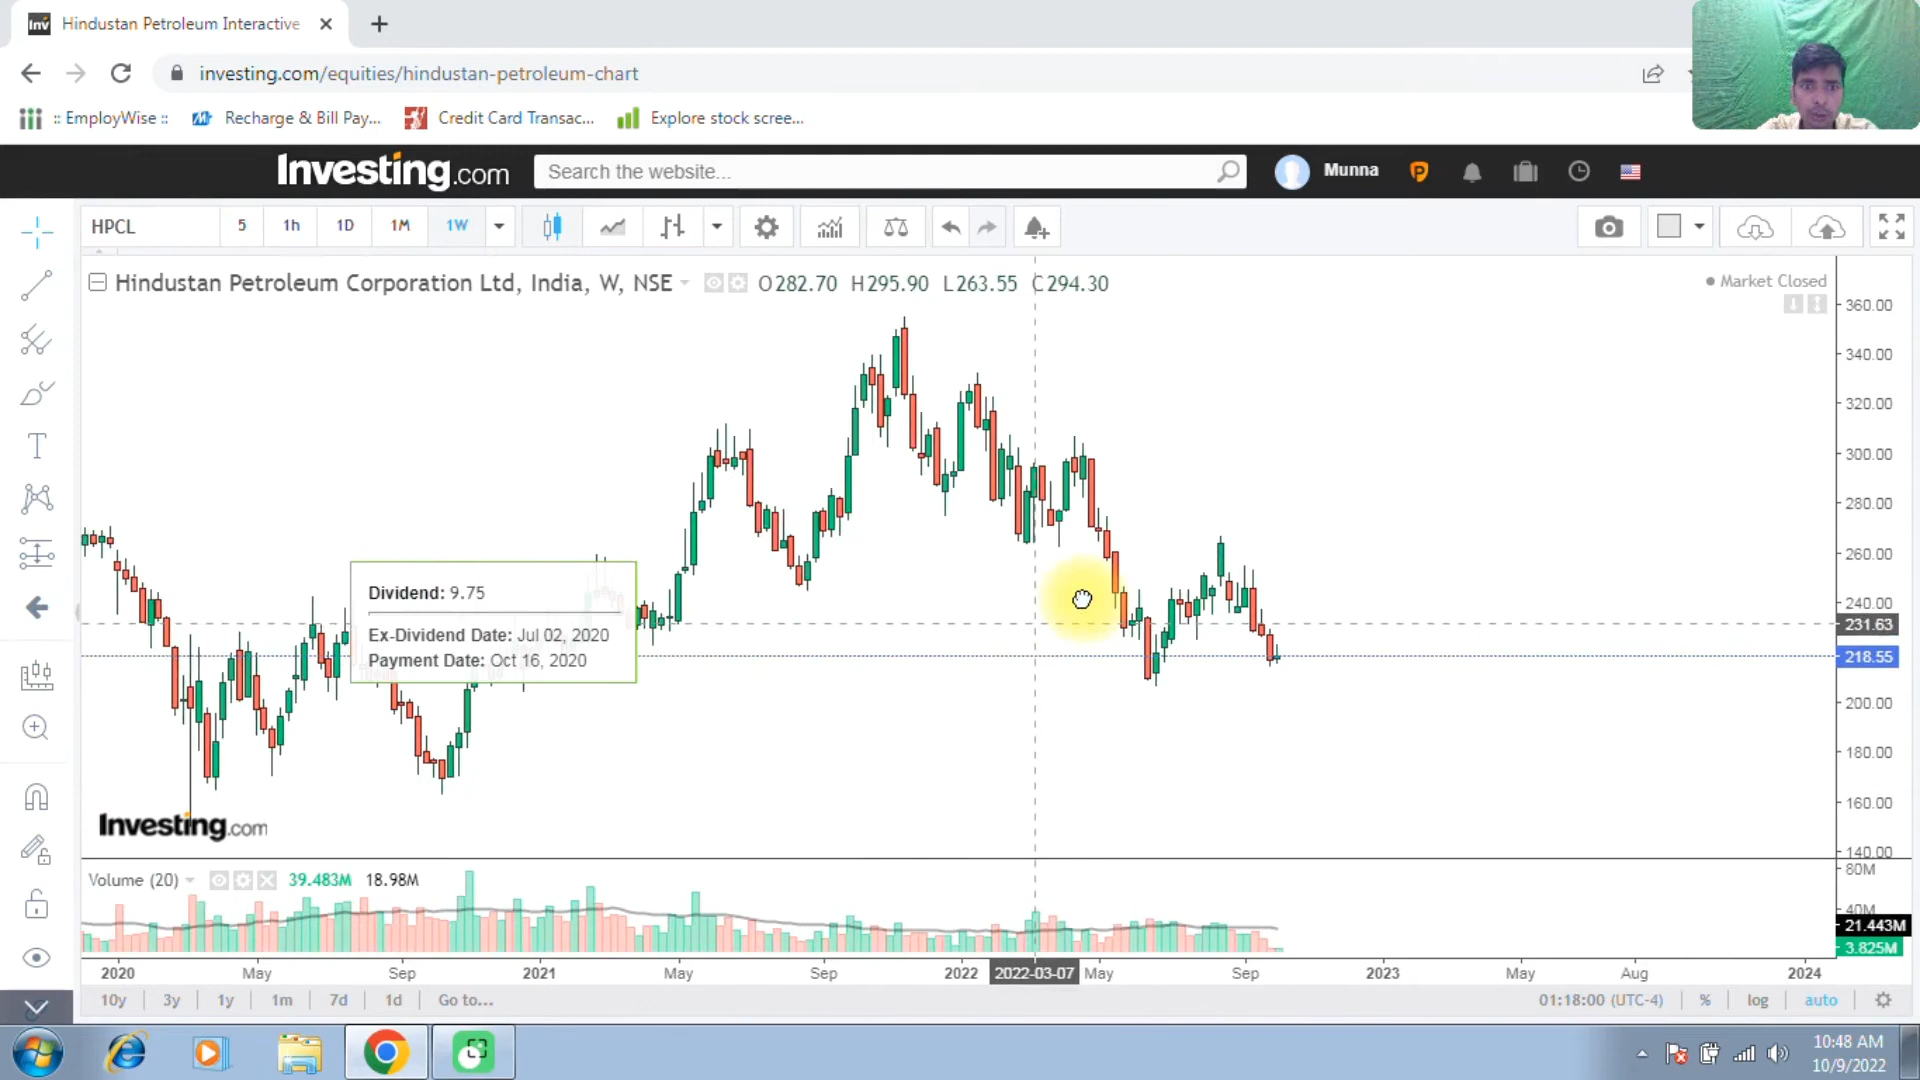 Inv Hindustan Petroleum Interactive
investing.com/equities/hindustan-petroleum-chart
:: EmployWise :: Recharge & Bill Pay... Credit Card Transac... Explore stock scree...
Investing.com Search the website... Munna P
HPCL 5 1h 1D 1M 1W
Hindustan Petroleum Corporation Ltd, India, W, NSE O282.70 H295.90 L263.55 C294.30
Market Closed
360.00
340.00
320.00
300.00
280.00
260.00
240.00
231.63
218.55
200.00
180.00
160.00
140.00
Dividend: 9.75
Ex-Dividend Date: Jul 02, 2020
Payment Date: Oct 16, 2020
Investing.com
Volume (20) 39.483M 18.98M
80M
40M
21.443M
3.825M
2020 May Sep 2021 May Sep 2022 2022-03-07 May Sep 2023 May Aug 2024
10y 3y 1y 1m 7d 1d Go to... 01:18:00 (UTC-4) % log auto
10:48 AM
10/9/2022